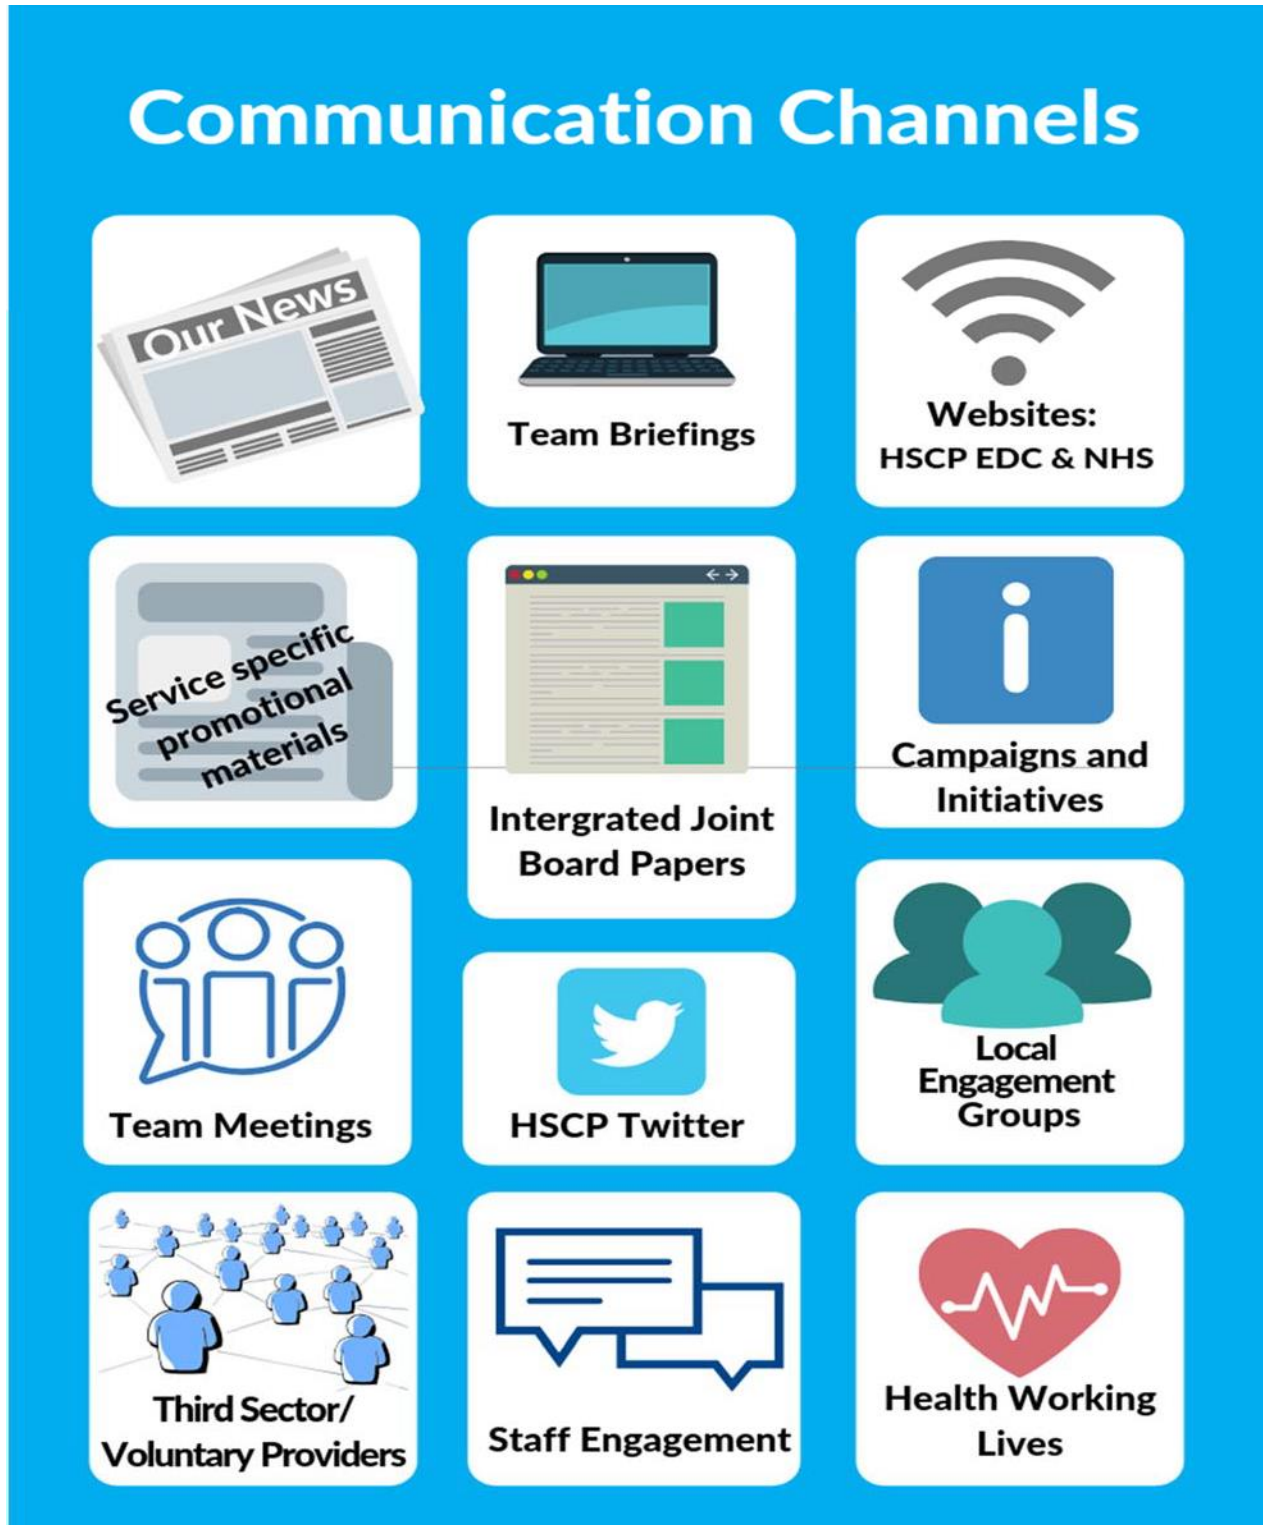 Communication Channels
Our News
Team Briefings
Websites:
HSCP EDC & NHS
Service specific
promotional
materials
Intergrated Joint
Board Papers
Campaigns and
Initiatives
Team Meetings
HSCP Twitter
Local
Engagement
Groups
Third Sector/
Voluntary Providers
Staff Engagement
Health Working
Lives